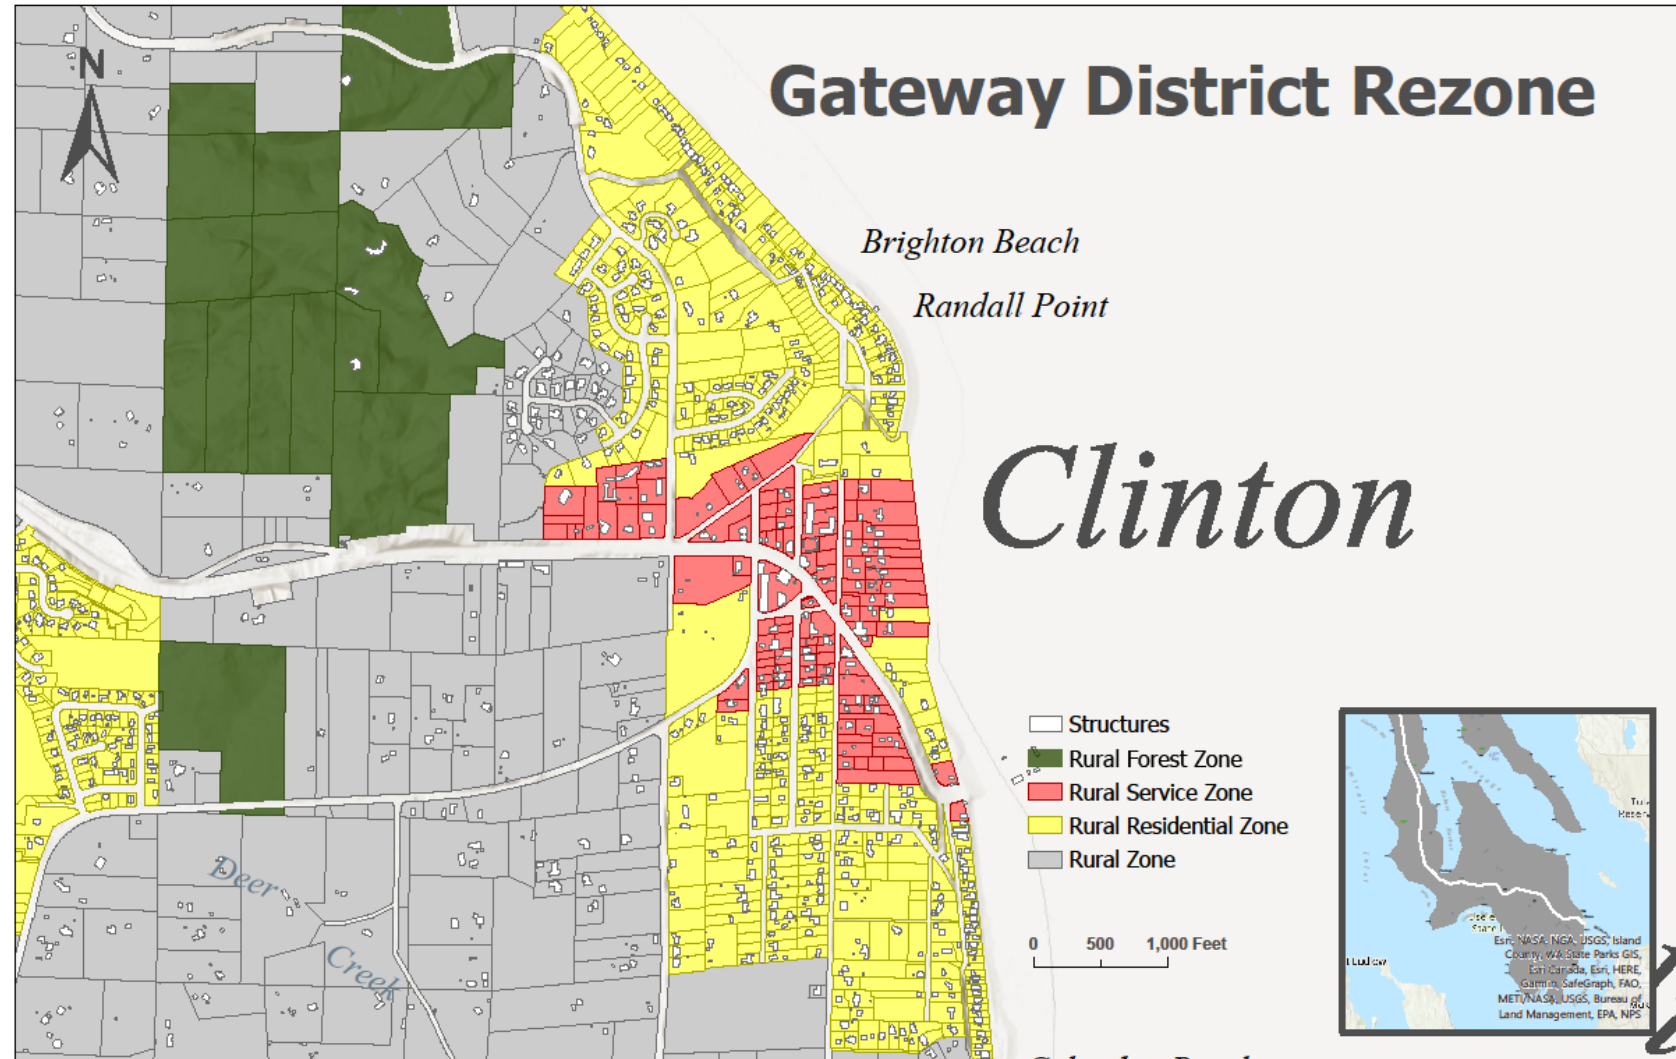 N
Gateway District Rezone
Brighton Beach
Randall Point
Clinton
Structures
Rural Forest Zone
Rural Service Zone
Rural Residential Zone
Rural Zone
Deer
Creek
0 500 1,000 Feet
Esri, NASA, NGA, USGS, Island
County, WA State Parks GIS,
Esri Canada, Esri, HERE,
Garmin, SafeGraph, FAO,
METI/NASA, USGS, Bureau of
Land Management, EPA, NPS
t Ludlow